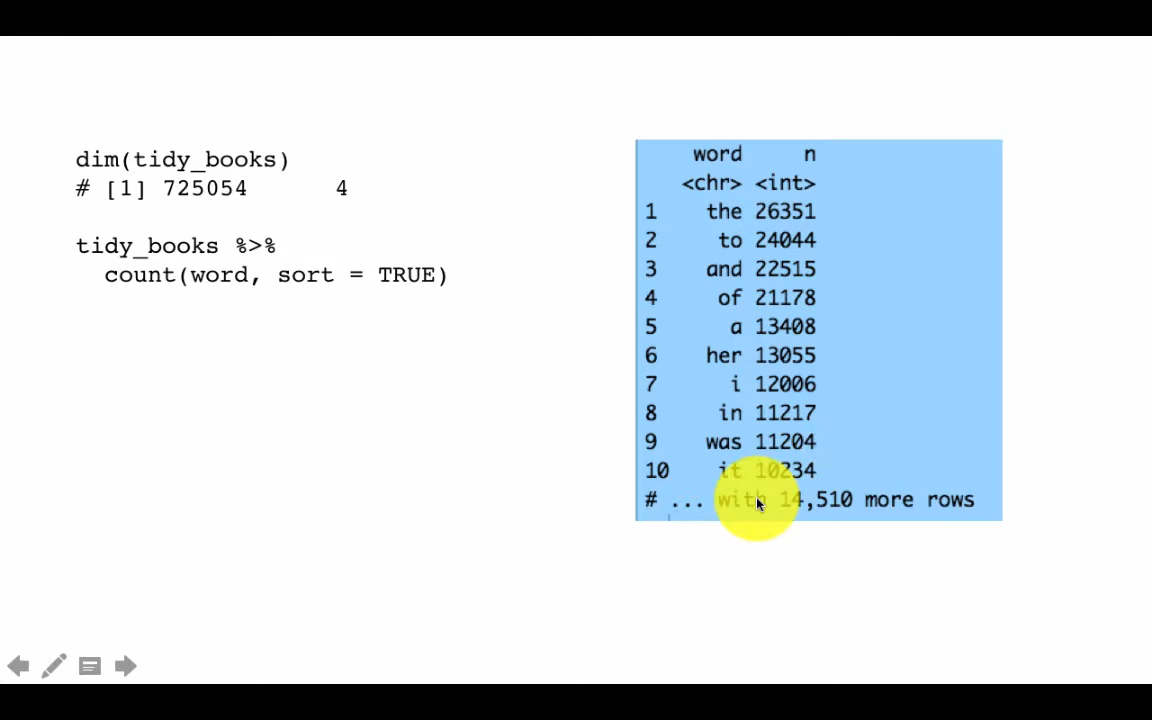 dim(tidy_books)
# [1] 725054      4
tidy_books %>%
  count(word, sort = TRUE)
word n
<chr> <int>
1 the 26351
2 to 24044
3 and 22515
4 of 21178
5 a 13408
6 her 13055
7 i 12006
8 in 11217
9 was 11204
10 it 10234
# ... with 14,510 more rows